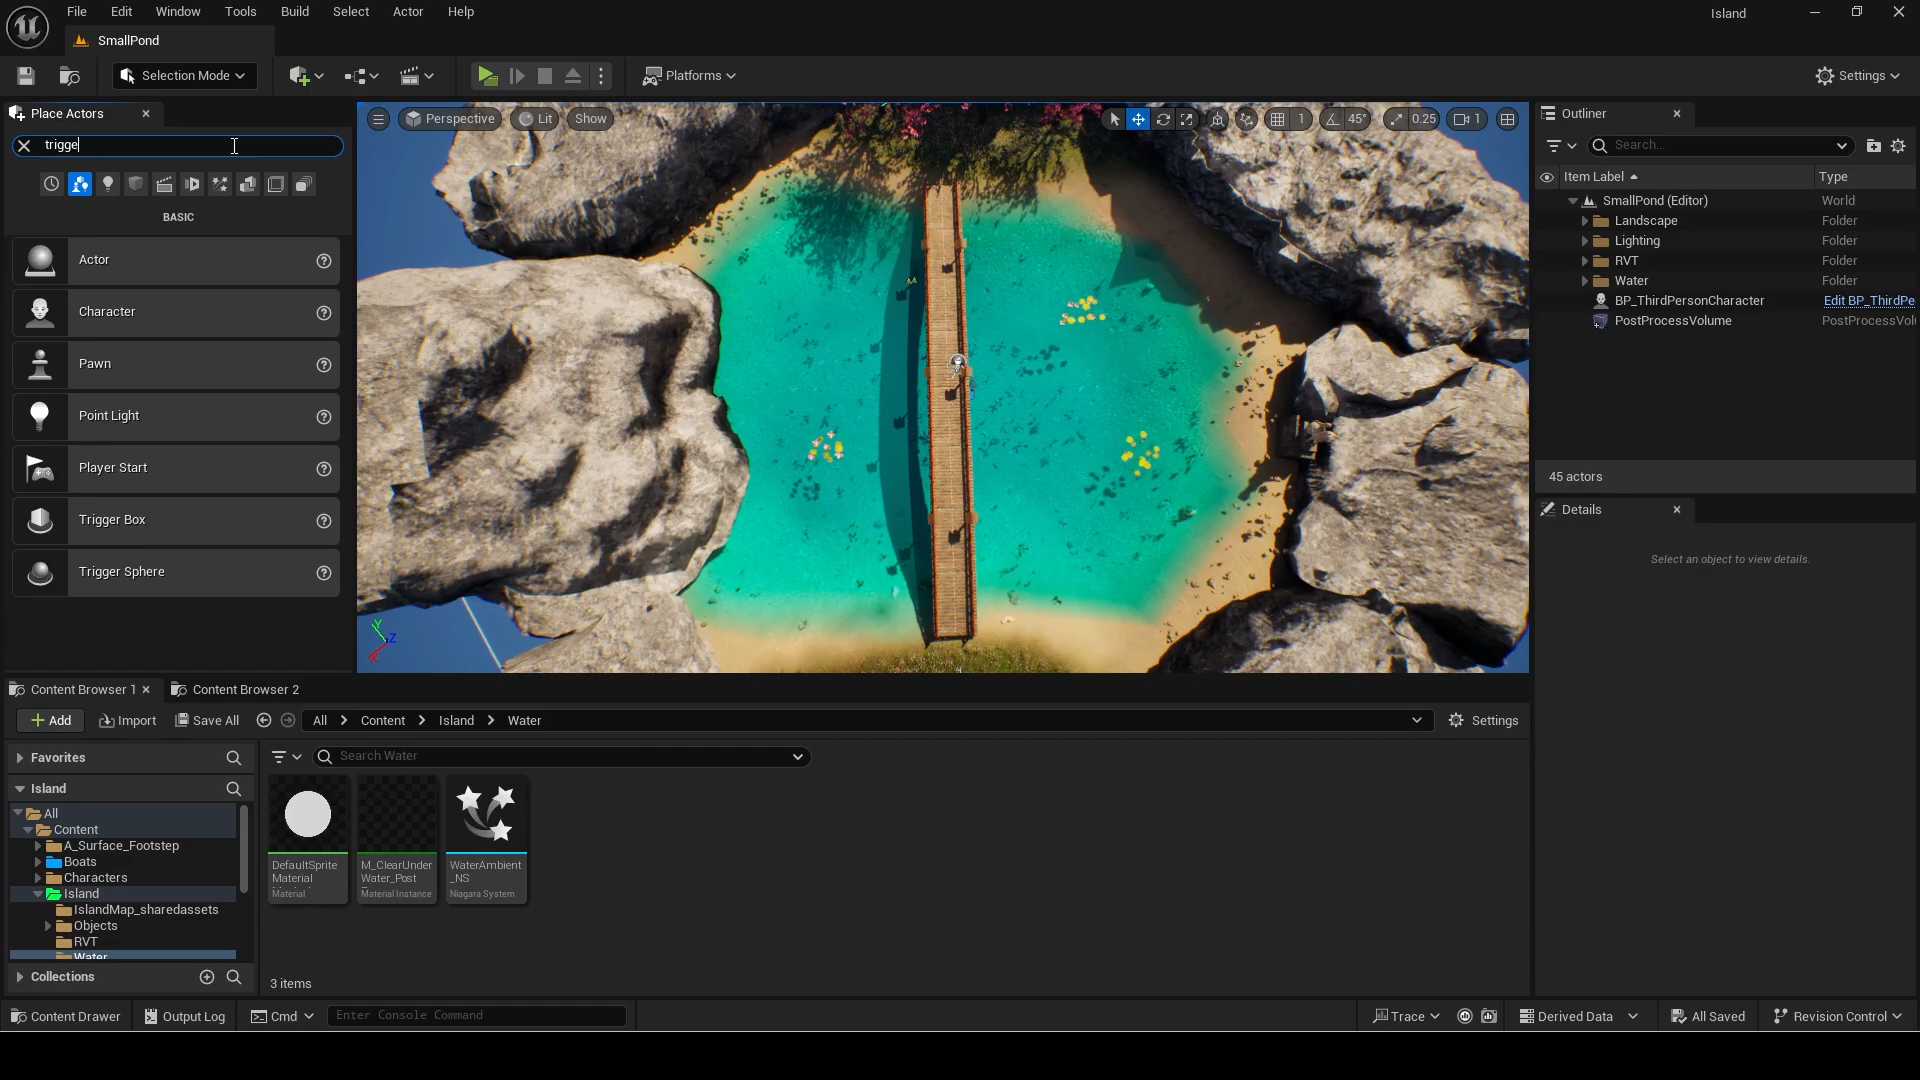 File Edit Window Tools Build Select Actor Help
Island
SmallPond
Selection Mode
Platforms
Settings
Place Actors
trigge
BASIC
Actor
Character
Pawn
Point Light
Player Start
Trigger Box
Trigger Sphere
Perspective Lit Show
1 45° 0.25 1
Y
Z
X
Outliner
Search...
Item Label Type
SmallPond (Editor) World
Landscape Folder
Lighting Folder
RVT Folder
Water Folder
BP_ThirdPersonCharacter Edit BP_ThirdPe
PostProcessVolume PostProcessVol
45 actors
Details
Select an object to view details.
Content Browser 1 Content Browser 2
Add Import Save All All Content Island Water Settings
Favorites
Search Water
Island
All
Content
A_Surface_Footstep
Boats
Characters
Island
IslandMap_sharedassets
Objects
RVT
Water
Collections
DefaultSprite
Material
Material
M_ClearUnder
Water_Post
Material Instance
WaterAmbient
_NS
Niagara System
3 items
Content Drawer Output Log Cmd Enter Console Command Trace Derived Data All Saved Revision Control